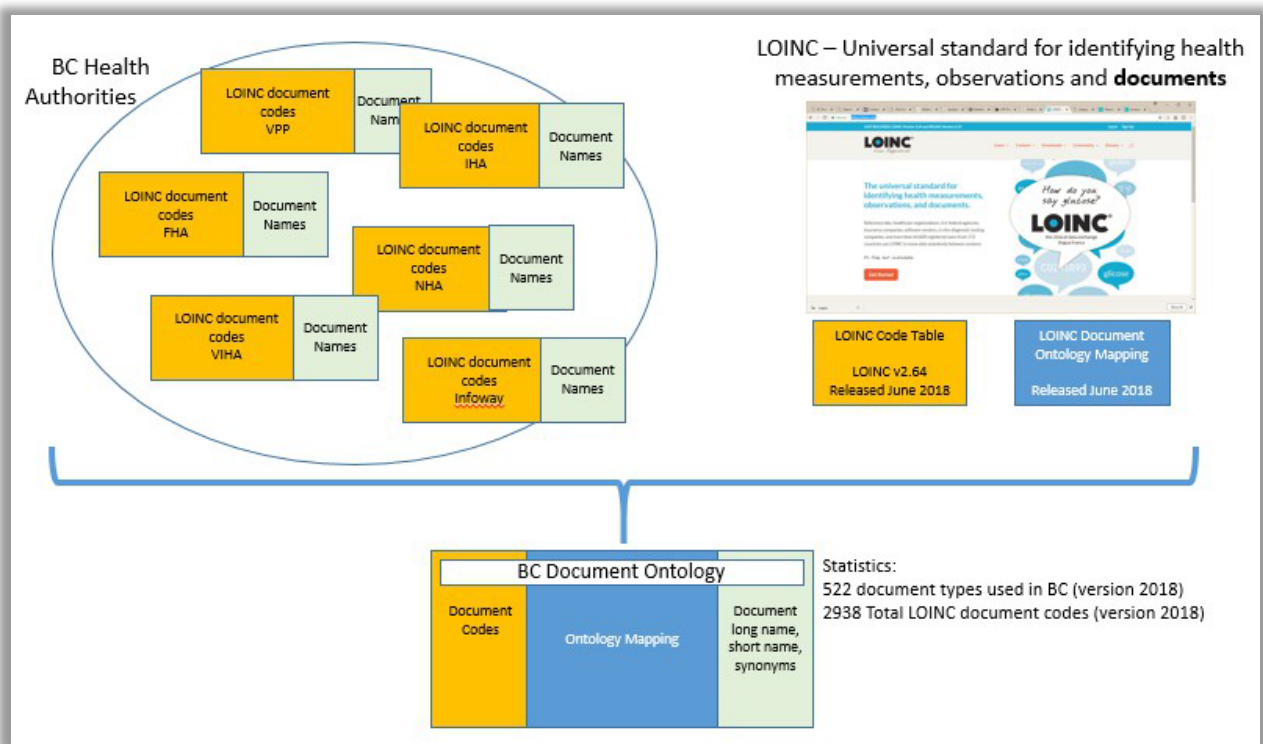 BC Health
Authorities
LOINC document
codes
VPP
Document
Names
LOINC document
codes
IHA
Document
Names
LOINC document
codes
FHA
Document
Names
LOINC document
codes
NHA
Document
Names
LOINC document
codes
VIHA
Document
Names
LOINC document
codes
Infoway
Document
Names
LOINC – Universal standard for identifying health
measurements, observations and documents
LOINC
The universal standard for
identifying health measurements,
observations, and documents.
Get Started
How do you
say glucose?
LOINC
glicose
LOINC Code Table
LOINC v2.64
Released June 2018
LOINC Document
Ontology Mapping
Released June 2018
BC Document Ontology
Document
Codes
Ontology Mapping
Document
long name,
short name,
synonyms
Statistics:
522 document types used in BC (version 2018)
2938 Total LOINC document codes (version 2018)